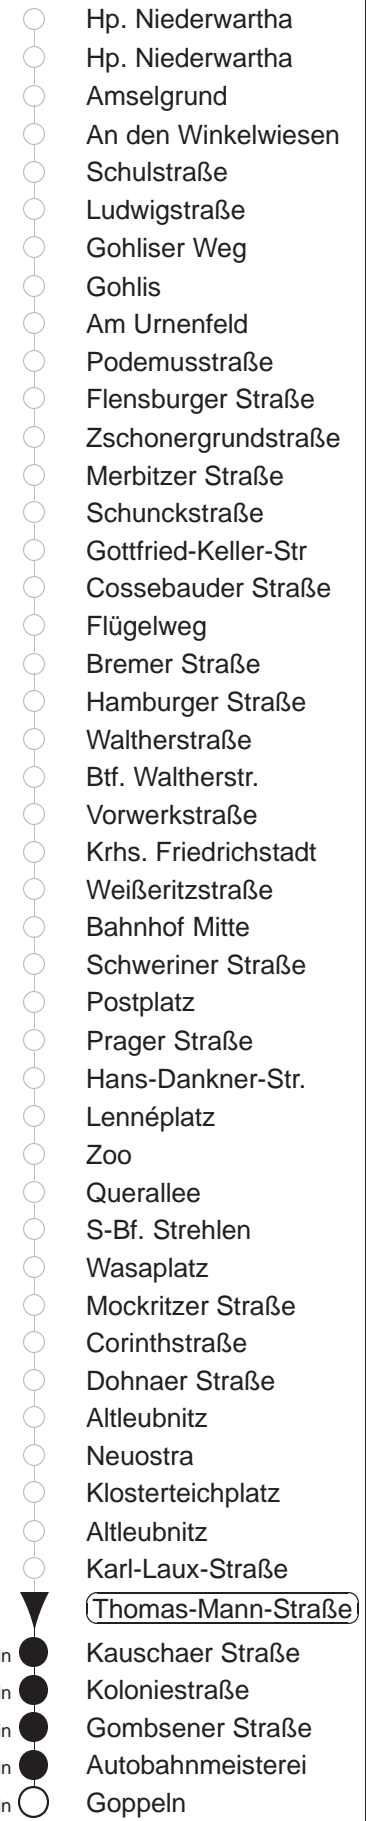 Hp. Niederwartha
Hp. Niederwartha
Amselgrund
An den Winkelwiesen
Schulstraße
Ludwigstraße
Gohliser Weg
Gohlis
Am Urnenfeld
Podemusstraße
Flensburger Straße
Zschonergrundstraße
Merbitzer Straße
Schunckstraße
Gottfried-Keller-Str
Cossebauder Straße
Flügelweg
Bremer Straße
Hamburger Straße
Waltherstraße
Btf. Waltherstr.
Vorwerkstraße
Krhs. Friedrichstadt
Weißeritzstraße
Bahnhof Mitte
Schweriner Straße
Postplatz
Prager Straße
Hans-Dankner-Str.
Lennéplatz
Zoo
Querallee
S-Bf. Strehlen
Wasaplatz
Mockritzer Straße
Corinthstraße
Dohnaer Straße
Altleubnitz
Neuostra
Klosterteichplatz
Altleubnitz
Karl-Laux-Straße
Thomas-Mann-Straße
Kauschaer Straße
Koloniestraße
Gombsener Straße
Autobahnmeisterei
Goppeln